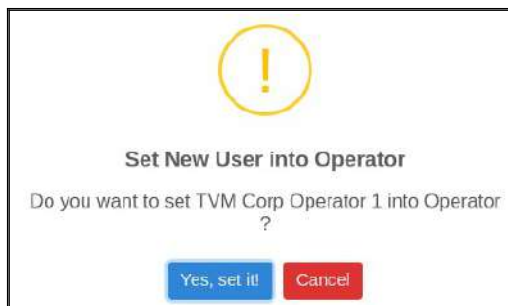 !
Set New User into Operator
Do you want to set TVM Corp Operator 1 into Operator
?
Yes, set it!
Cancel